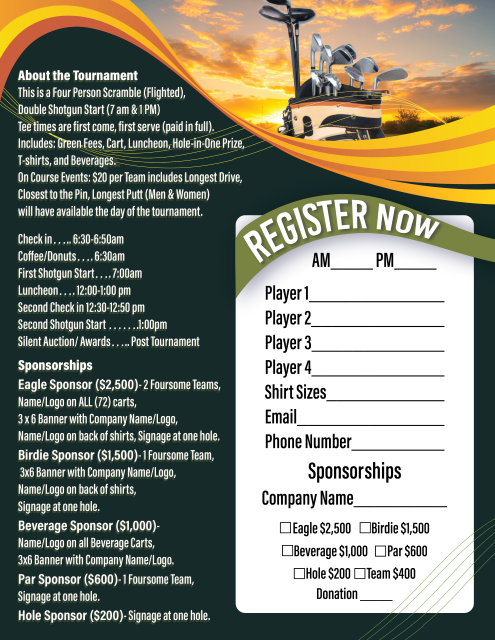 About the Tournament
This is a Four Person Scramble (Flighted),
Double Shotgun Start (7 am & 1 PM)
Tee times are first come, first serve (paid in full).
Includes: Green Fees, Cart, Luncheon, Hole-in-One Prize,
T-shirts, and Beverages.
On Course Events: $20 per Team includes Longest Drive,
Closest to the Pin, Longest Putt (Men & Women)
will have available the day of the tournament.
Check in . . . .. 6:30-6:50am
Coffee/Donuts . . . . 6:30am
First Shotgun Start . . . . 7:00am
Luncheon . . . . 12:00-1:00 pm
Second Check in 12:30-12:50 pm
Second Shotgun Start . . . . . . .1:00pm
Silent Auction/ Awards . . . .. Post Tournament
Sponsorships
Eagle Sponsor ($2,500)- 2 Foursome Teams,
Name/Logo on ALL (72) carts,
3 x 6 Banner with Company Name/Logo,
Name/Logo on back of shirts, Signage at one hole.
Birdie Sponsor ($1,500)- 1 Foursome Team,
3x6 Banner with Company Name/Logo,
Name/Logo on back of shirts,
Signage at one hole.
Beverage Sponsor ($1,000)-
Name/Logo on all Beverage Carts,
3x6 Banner with Company Name/Logo.
Par Sponsor ($600)- 1 Foursome Team,
Signage at one hole.
Hole Sponsor ($200)- Signage at one hole.
REGISTER NOW
AM_____ PM_____
Player 1________________
Player 2________________
Player 3________________
Player 4________________
Shirt Sizes______________
Email__________________
Phone Number___________
Sponsorships
Company Name___________
☐Eagle $2,500 ☐Birdie $1,500
☐Beverage $1,000 ☐Par $600
☐Hole $200 ☐Team $400
Donation _____